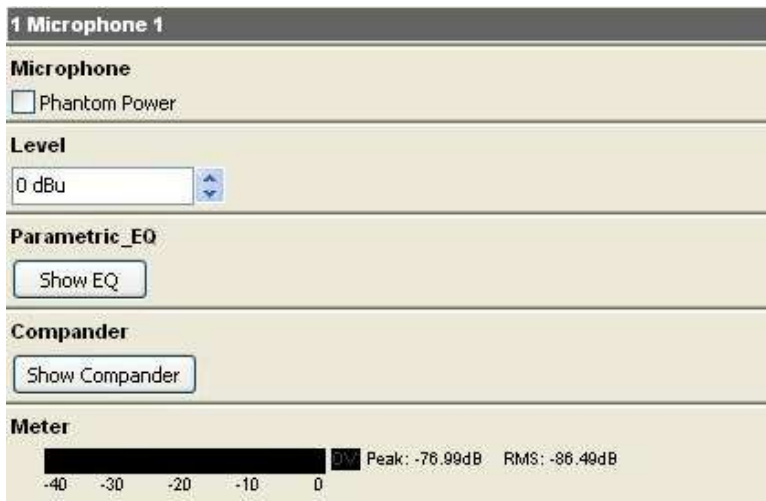 1 Microphone 1
Microphone
Phantom Power
Level
0 dBu
Parametric_EQ
Show EQ
Compander
Show Compander
Meter
OV Peak: -76.99dB RMS: -86.49dB
-40 -30 -20 -10 0